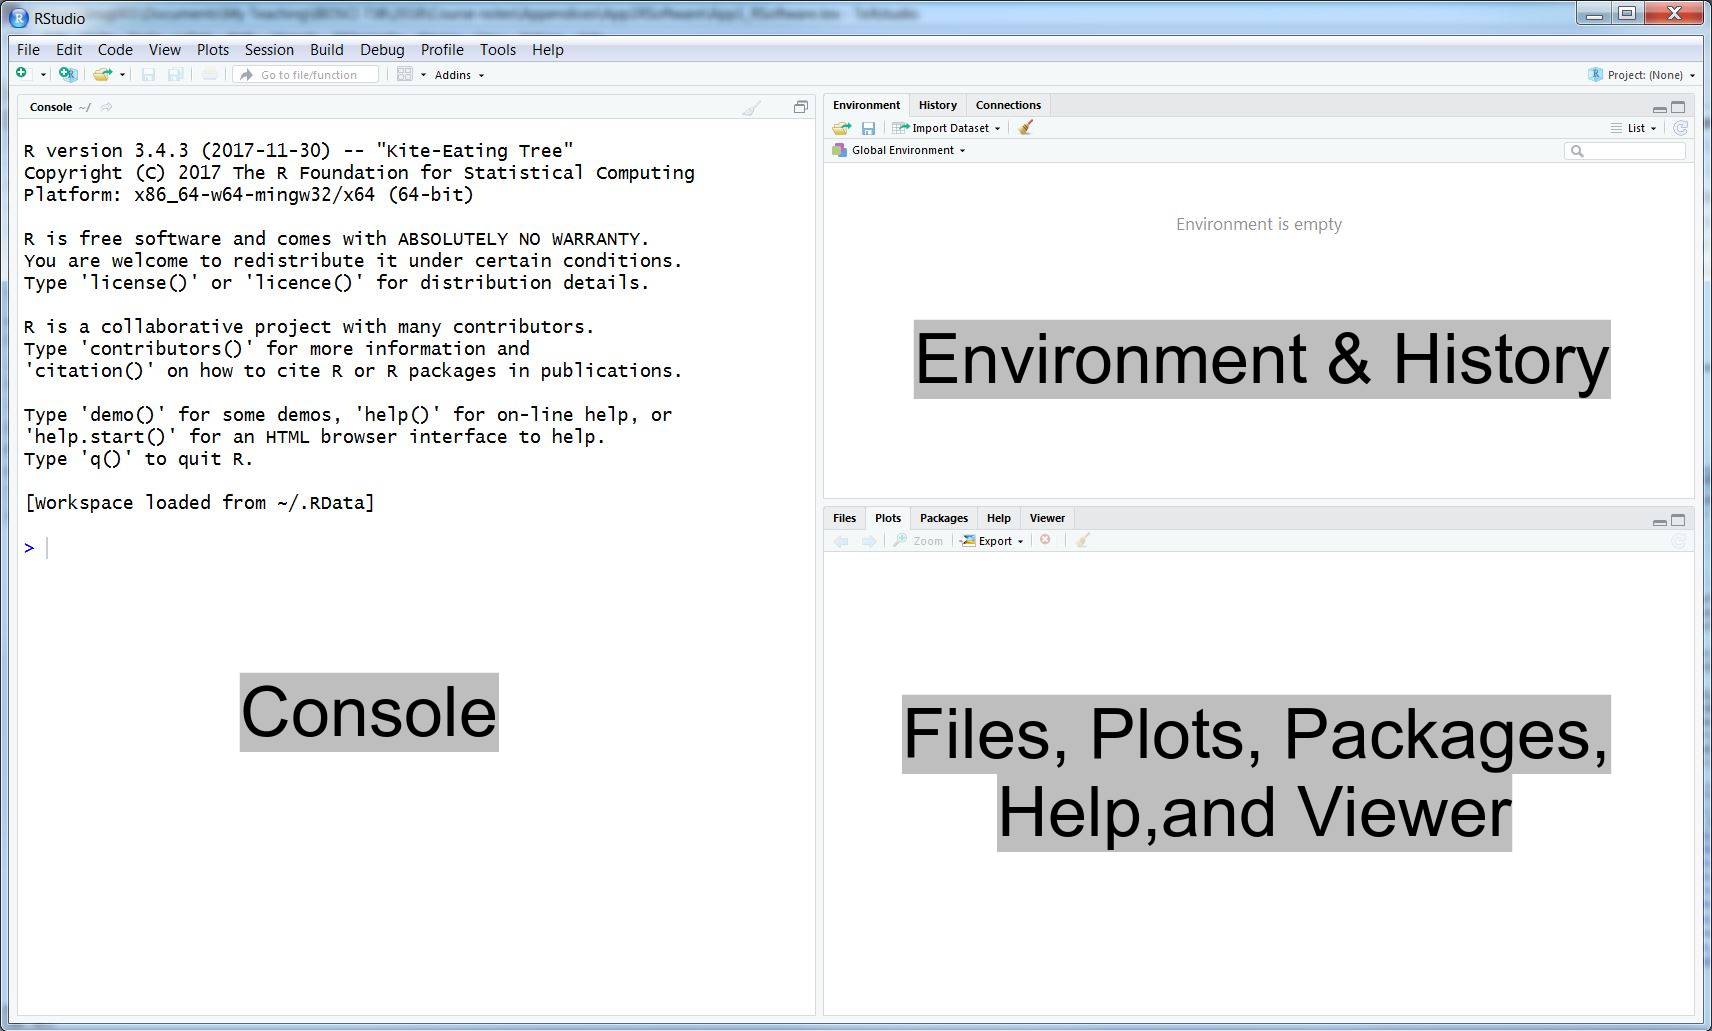 RStudio
File Edit Code View Plots Session Build Debug Profile Tools Help
Go to file/function Addins Project: (None)
Console ~/
R version 3.4.3 (2017-11-30) -- "Kite-Eating Tree"
Copyright (C) 2017 The R Foundation for Statistical Computing
Platform: x86_64-w64-mingw32/x64 (64-bit)
R is free software and comes with ABSOLUTELY NO WARRANTY.
You are welcome to redistribute it under certain conditions.
Type 'license()' or 'licence()' for distribution details.
R is a collaborative project with many contributors.
Type 'contributors()' for more information and
'citation()' on how to cite R or R packages in publications.
Type 'demo()' for some demos, 'help()' for on-line help, or
'help.start()' for an HTML browser interface to help.
Type 'q()' to quit R.
[Workspace loaded from ~/.RData]
>
Console
Environment History Connections
Import Dataset List
Global Environment
Environment is empty
Environment & History
Files Plots Packages Help Viewer
Zoom Export
Files, Plots, Packages,
Help,and Viewer